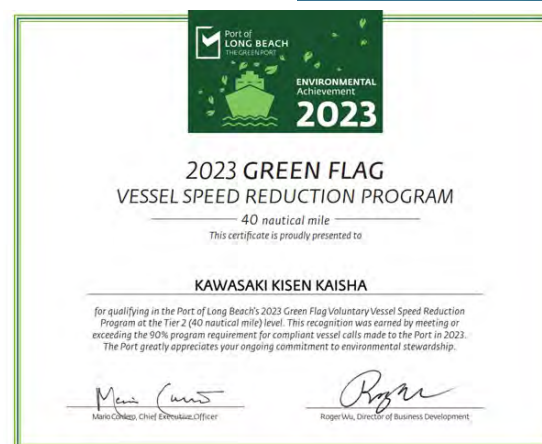 Port of
LONG BEACH
THE GREEN PORT
ENVIRONMENTAL
Achievement
2023
2023 GREEN FLAG
VESSEL SPEED REDUCTION PROGRAM
40 nautical mile
This certificate is proudly presented to
KAWASAKI KISEN KAISHA
for qualifying in the Port of Long Beach's 2023 Green Flag Voluntary Vessel Speed Reduction
Program at the Tier 2 (40 nautical mile) level. This recognition was earned by meeting or
exceeding the 90% program requirement for compliant vessel calls made to the Port in 2023.
The Port greatly appreciates your ongoing commitment to environmental stewardship.
Mario Cordero, Chief Executive Officer
Roger Wu, Director of Business Development